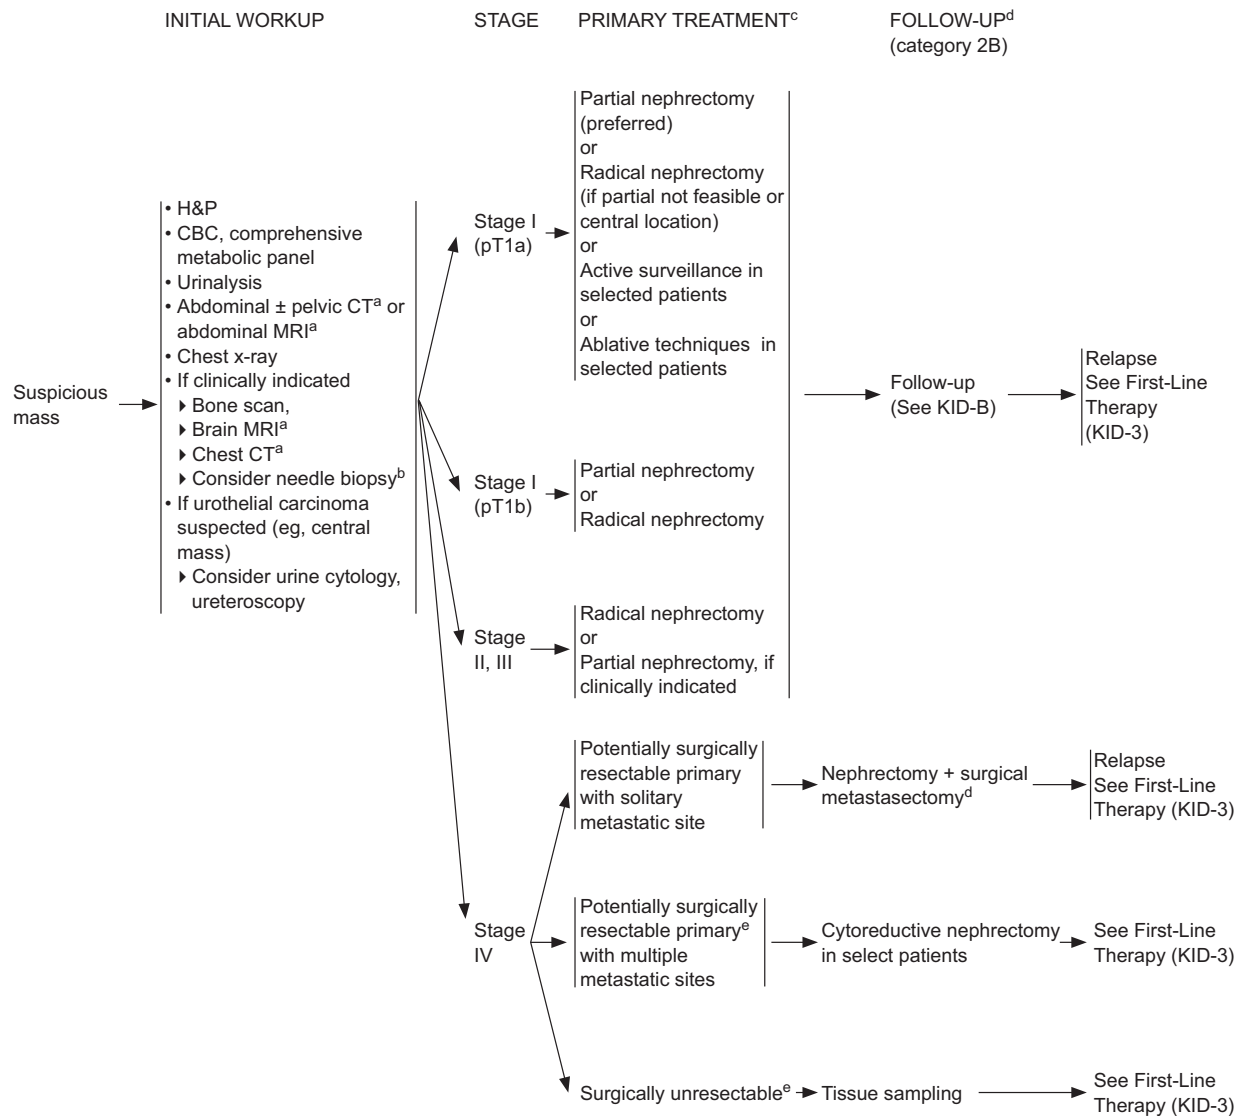 INITIAL WORKUP
STAGE
PRIMARY TREATMENTc
FOLLOW-UPd
(category 2B)
Suspicious
mass
• H&P
• CBC, comprehensive
metabolic panel
• Urinalysis
• Abdominal ± pelvic CTa or
abdominal MRIa
• Chest x-ray
• If clinically indicated
Bone scan,
Brain MRIa
Chest CTa
Consider needle biopsyb
• If urothelial carcinoma
suspected (eg, central
mass)
Consider urine cytology,
ureteroscopy
Stage I
(pT1a)
Partial nephrectomy
(preferred)
or
Radical nephrectomy
(if partial not feasible or
central location)
or
Active surveillance in
selected patients
or
Ablative techniques in
selected patients
Stage I
(pT1b)
Partial nephrectomy
or
Radical nephrectomy
Stage
II, III
Radical nephrectomy
or
Partial nephrectomy, if
clinically indicated
Follow-up
(See KID-B)
Relapse
See First-Line
Therapy
(KID-3)
Stage
IV
Potentially surgically
resectable primary
with solitary
metastatic site
Nephrectomy + surgical
metastasectomyd
Relapse
See First-Line
Therapy (KID-3)
Potentially surgically
resectable primarye
with multiple
metastatic sites
Cytoreductive nephrectomy
in select patients
See First-Line
Therapy (KID-3)
Surgically unresectablee
Tissue sampling
See First-Line
Therapy (KID-3)